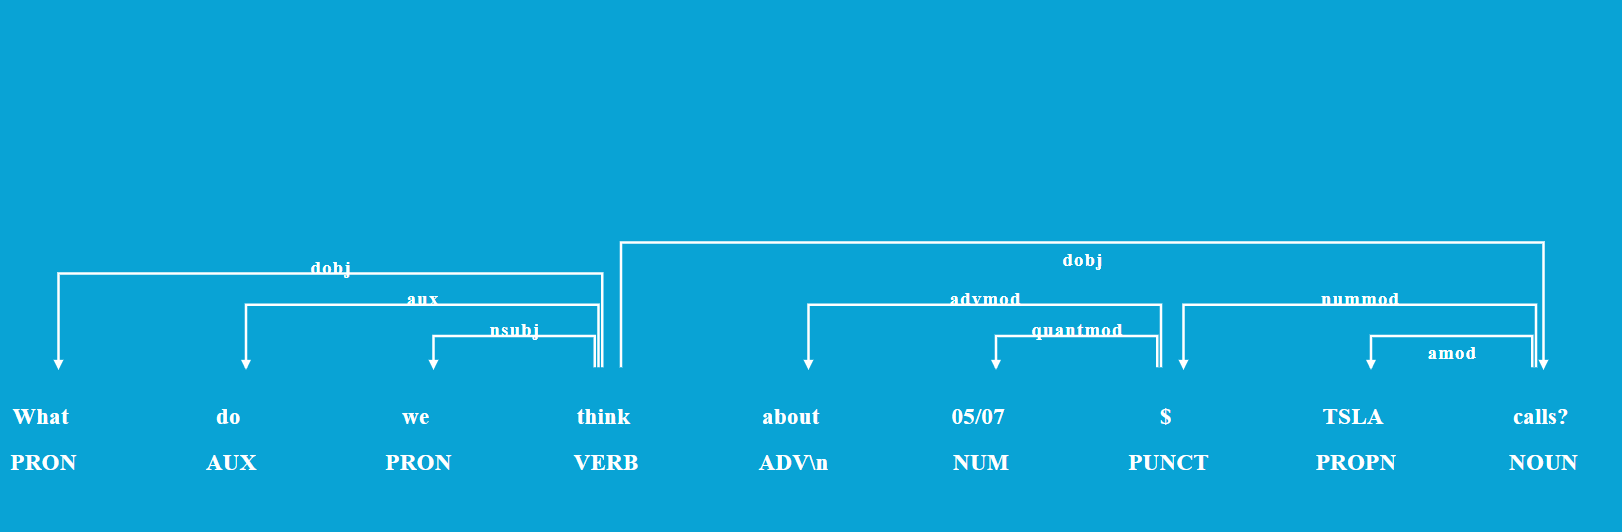 dobj
dobj
aux advmod nummod
nsubj quantmod
amod
What do we think about 05/07 $ TSLA calls?
PRON AUX PRON VERB ADV\n NUM PUNCT PROPN NOUN